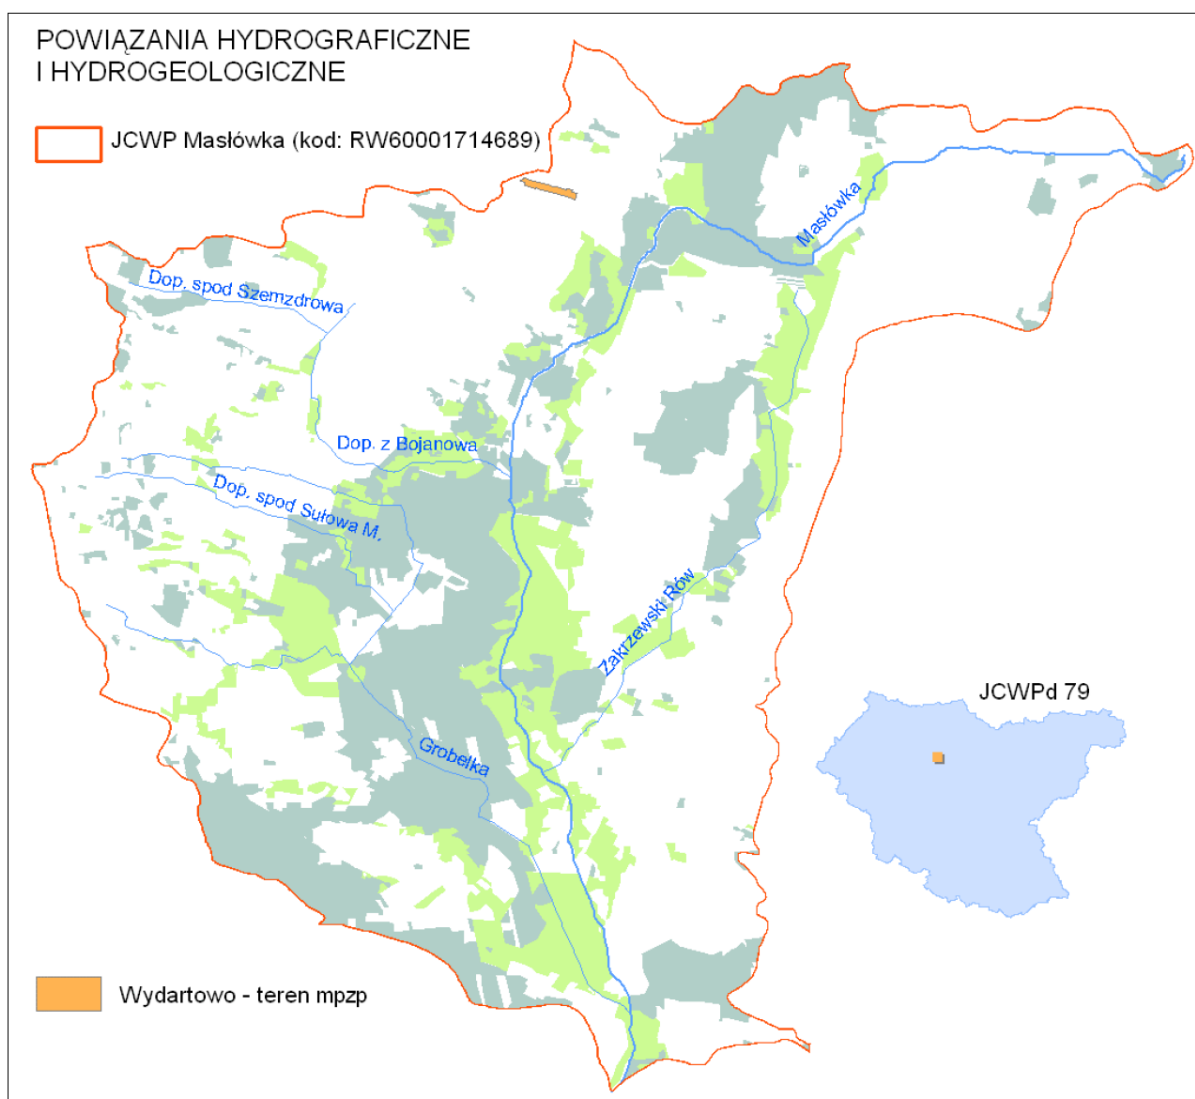 POWIĄZANIA HYDROGRAFICZNE
I HYDROGEOLOGICZNE
JCWP Masłówka (kod: RW60001714689)
Masłówka
Dop. spod Szemzdrowa
Dop. z Bojanowa
Dop. spod Sułowa M.
Zakrzewski Rów
Grobelka
JCWPd 79
Wydartowo - teren mpzp